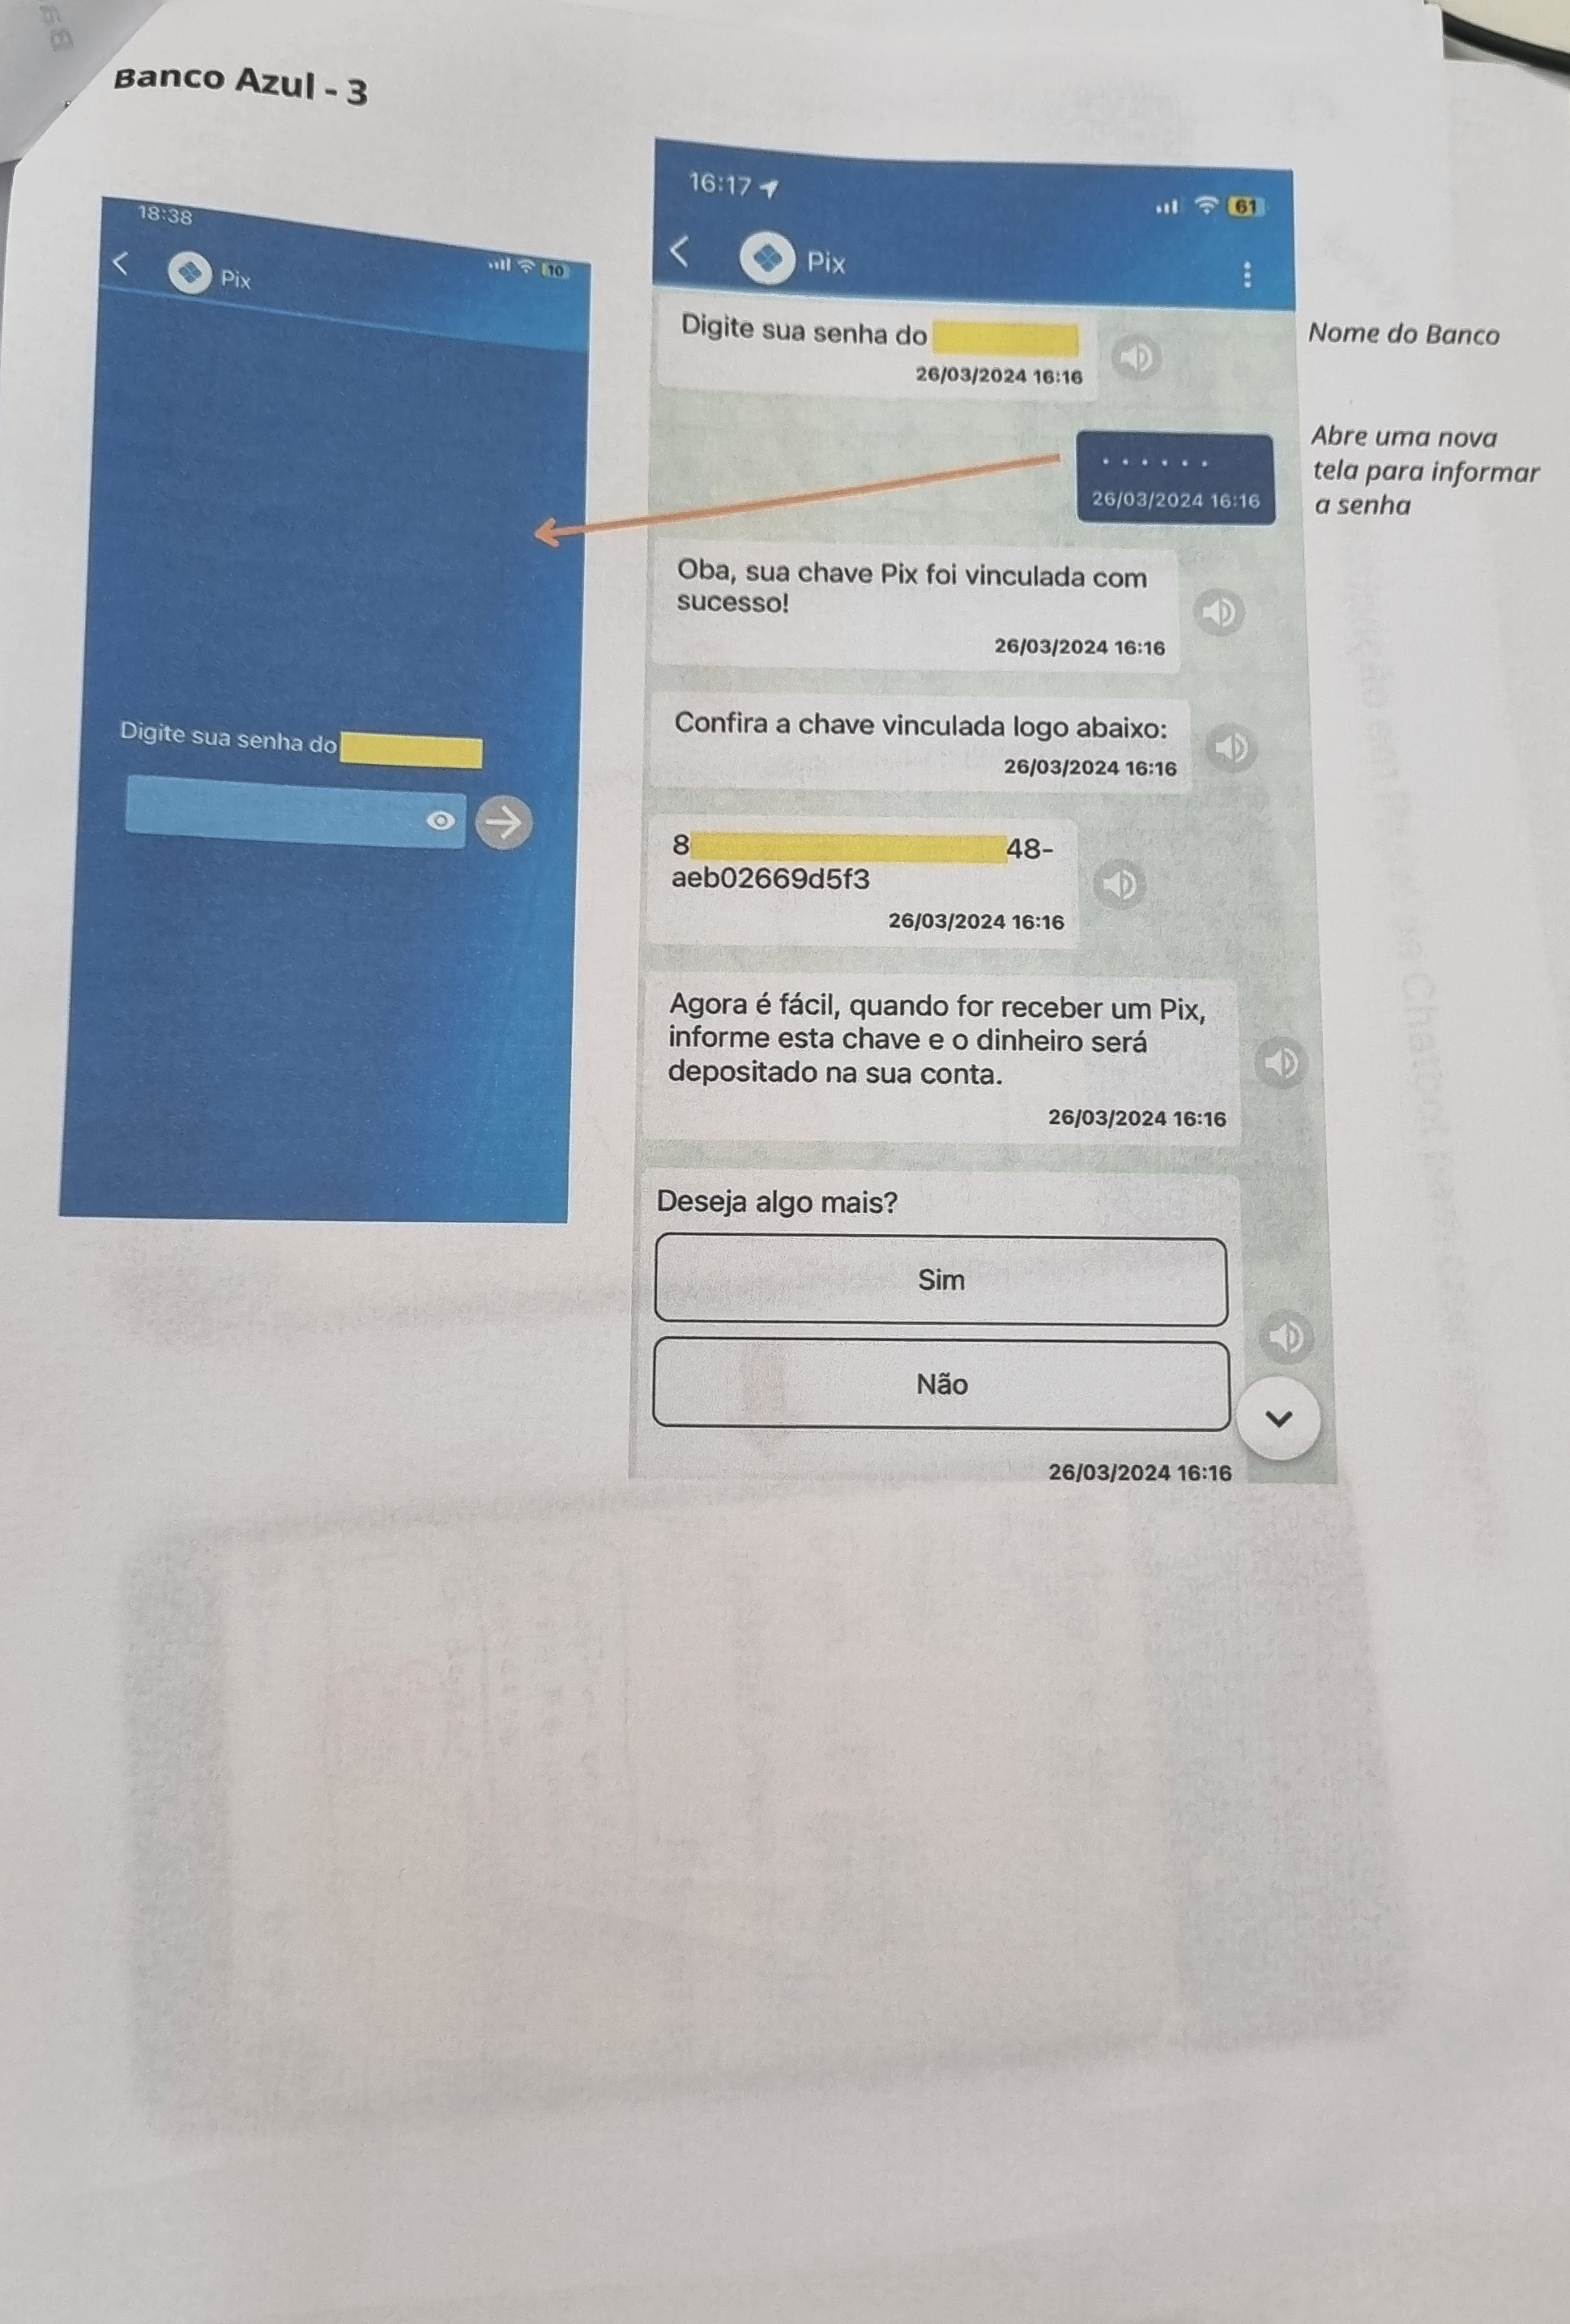 Banco Azul - 3
18:38
10
Pix
Digite sua senha do
16:17
61
Pix
Digite sua senha do
26/03/2024 16:16
Nome do Banco
• • • • • •
26/03/2024 16:16
Abre uma nova
tela para informar
a senha
Oba, sua chave Pix foi vinculada com
sucesso!
26/03/2024 16:16
Confira a chave vinculada logo abaixo:
26/03/2024 16:16
8 48-
aeb02669d5f3
26/03/2024 16:16
Agora é fácil, quando for receber um Pix,
informe esta chave e o dinheiro será
depositado na sua conta.
26/03/2024 16:16
Deseja algo mais?
Sim
Não
26/03/2024 16:16